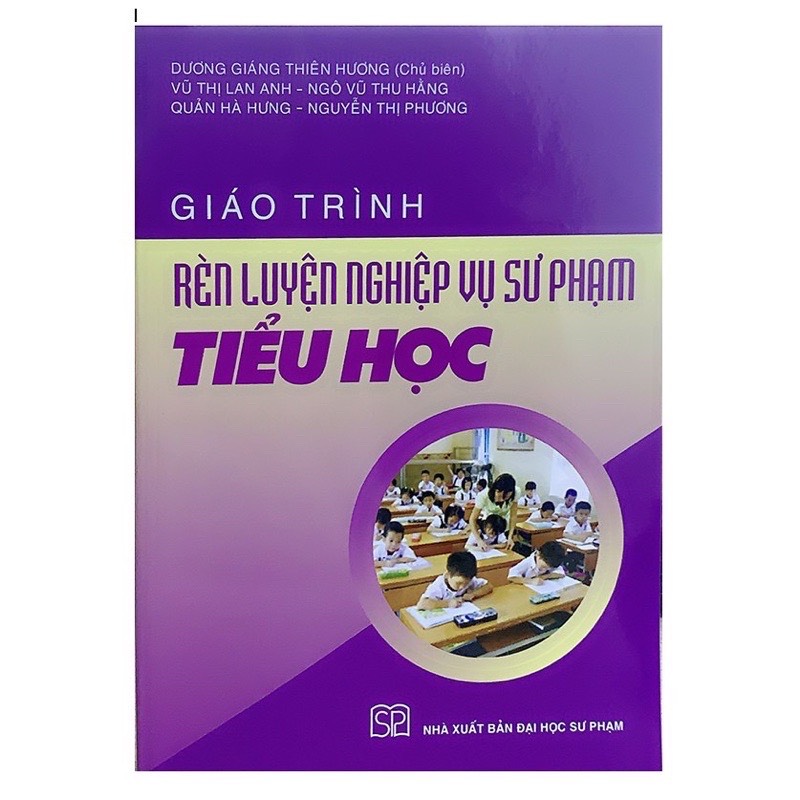 DƯƠNG GIÁNG THIÊN HƯƠNG (Chủ biên)
VŨ THỊ LAN ANH - NGÔ VŨ THU HẰNG
QUẢN HÀ HƯNG - NGUYỄN THỊ PHƯƠNG
GIÁO TRÌNH
RÈN LUYỆN NGHIỆP VỤ SƯ PHẠM
TIỂU HỌC
SP
NHÀ XUẤT BẢN ĐẠI HỌC SƯ PHẠM